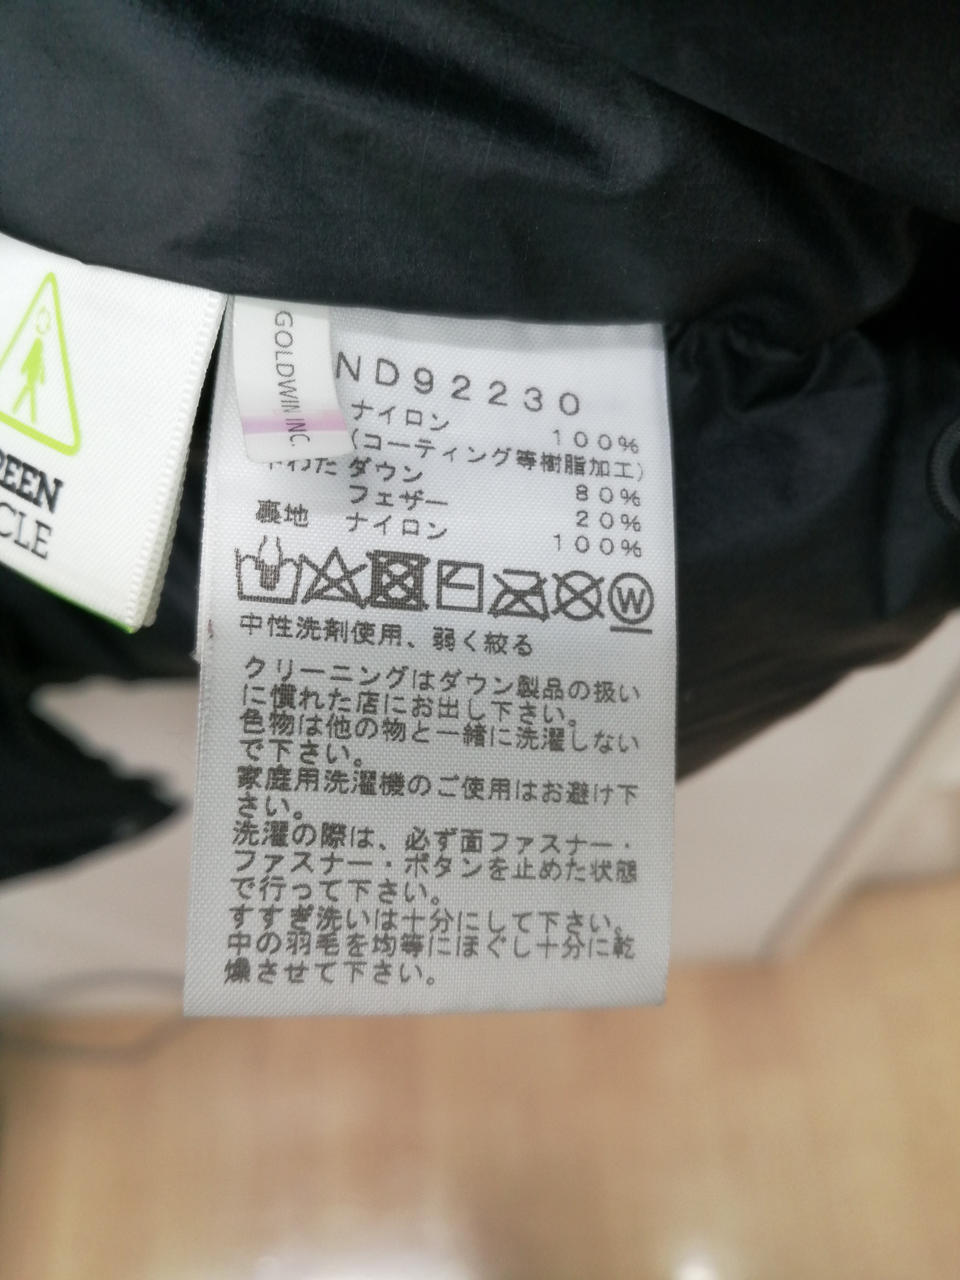 GOLDWIN INC.
ND92230
ナイロン 100%
(コーティング等樹脂加工)
ダウン 80%
フェザー 20%
裏地 ナイロン 100%
W
中性洗剤使用、弱く絞る
クリーニングはダウン製品の扱い
に慣れた店にお出し下さい。
色物は他の物と一緒に洗濯しない
で下さい。
家庭用洗濯機のご使用はお避け下
さい。
洗濯の際は、必ず面ファスナー・
ファスナー・ボタンを止めた状態
で行って下さい。
すすぎ洗いは十分にして下さい。
中の羽毛を均等にほぐし十分に乾
燥させて下さい。